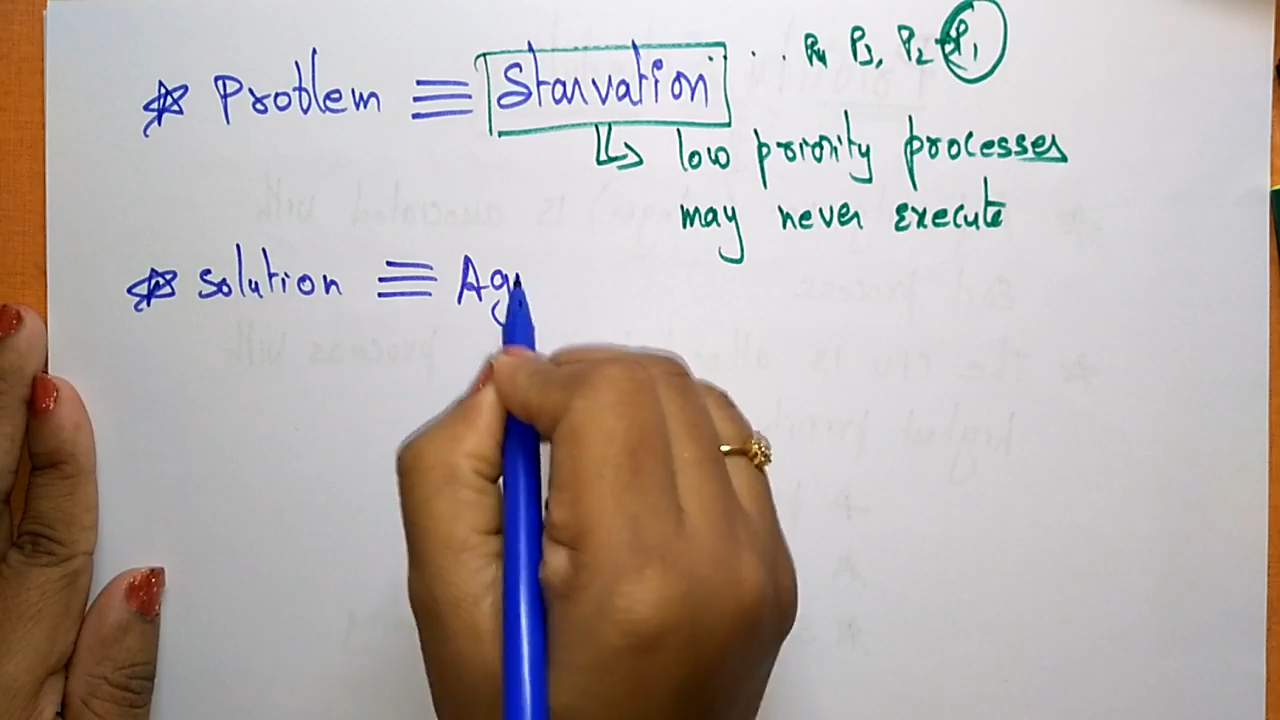 . . P4 P3, P2 P1
☆ Problem ≡ Starvation
↳ low priority processes
may never execute
☆ Solution ≡ Ag